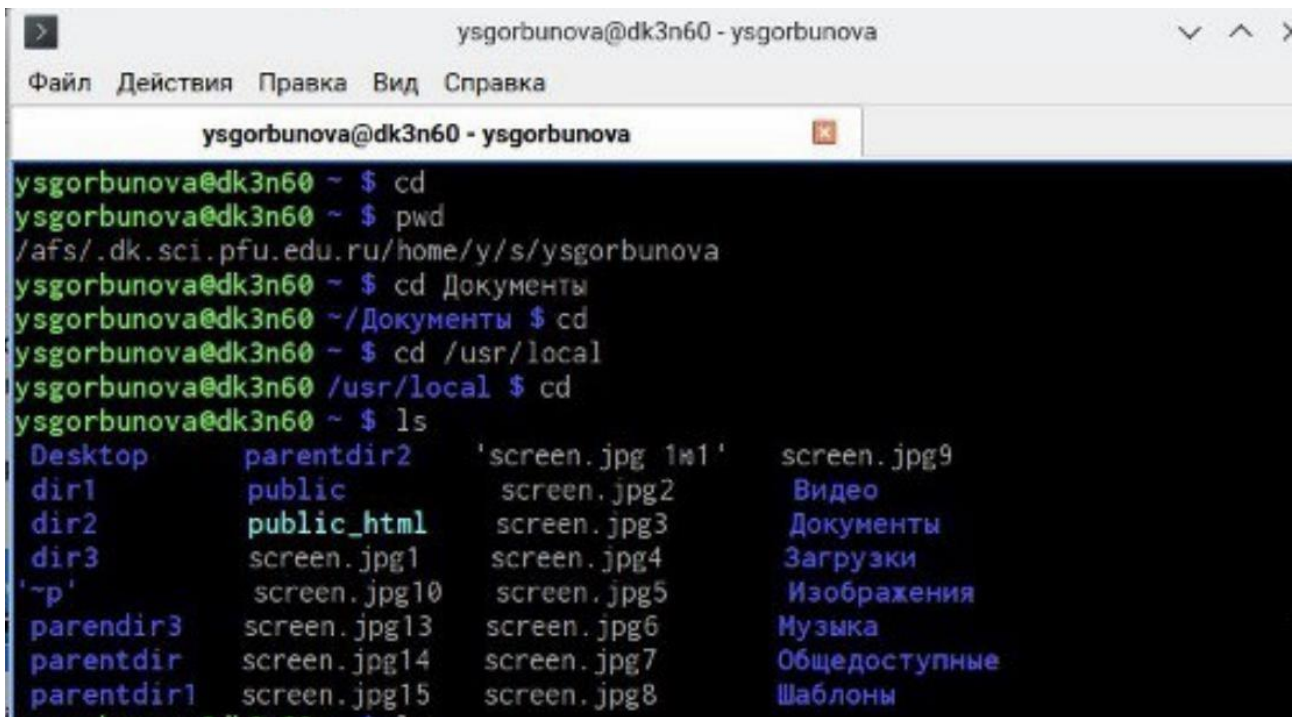 ysgorbunova@dk3n60 - ysgorbunova
Файл Действия Правка Вид Справка
ysgorbunova@dk3n60 - ysgorbunova
ysgorbunova@dk3n60 ~ $ cd
ysgorbunova@dk3n60 ~ $ pwd
/afs/.dk.sci.pfu.edu.ru/home/y/s/ysgorbunova
ysgorbunova@dk3n60 ~ $ cd Документы
ysgorbunova@dk3n60 ~/Документы $ cd
ysgorbunova@dk3n60 ~ $ cd /usr/local
ysgorbunova@dk3n60 /usr/local $ cd
ysgorbunova@dk3n60 ~ $ ls
Desktop parentdir2 'screen.jpg 1ю1' screen.jpg9
dir1 public screen.jpg2 Видео
dir2 public_html screen.jpg3 Документы
dir3 screen.jpg1 screen.jpg4 Загрузки
'~p' screen.jpg10 screen.jpg5 Изображения
parendir3 screen.jpg13 screen.jpg6 Музыка
parentdir screen.jpg14 screen.jpg7 Общедоступные
parentdir1 screen.jpg15 screen.jpg8 Шаблоны